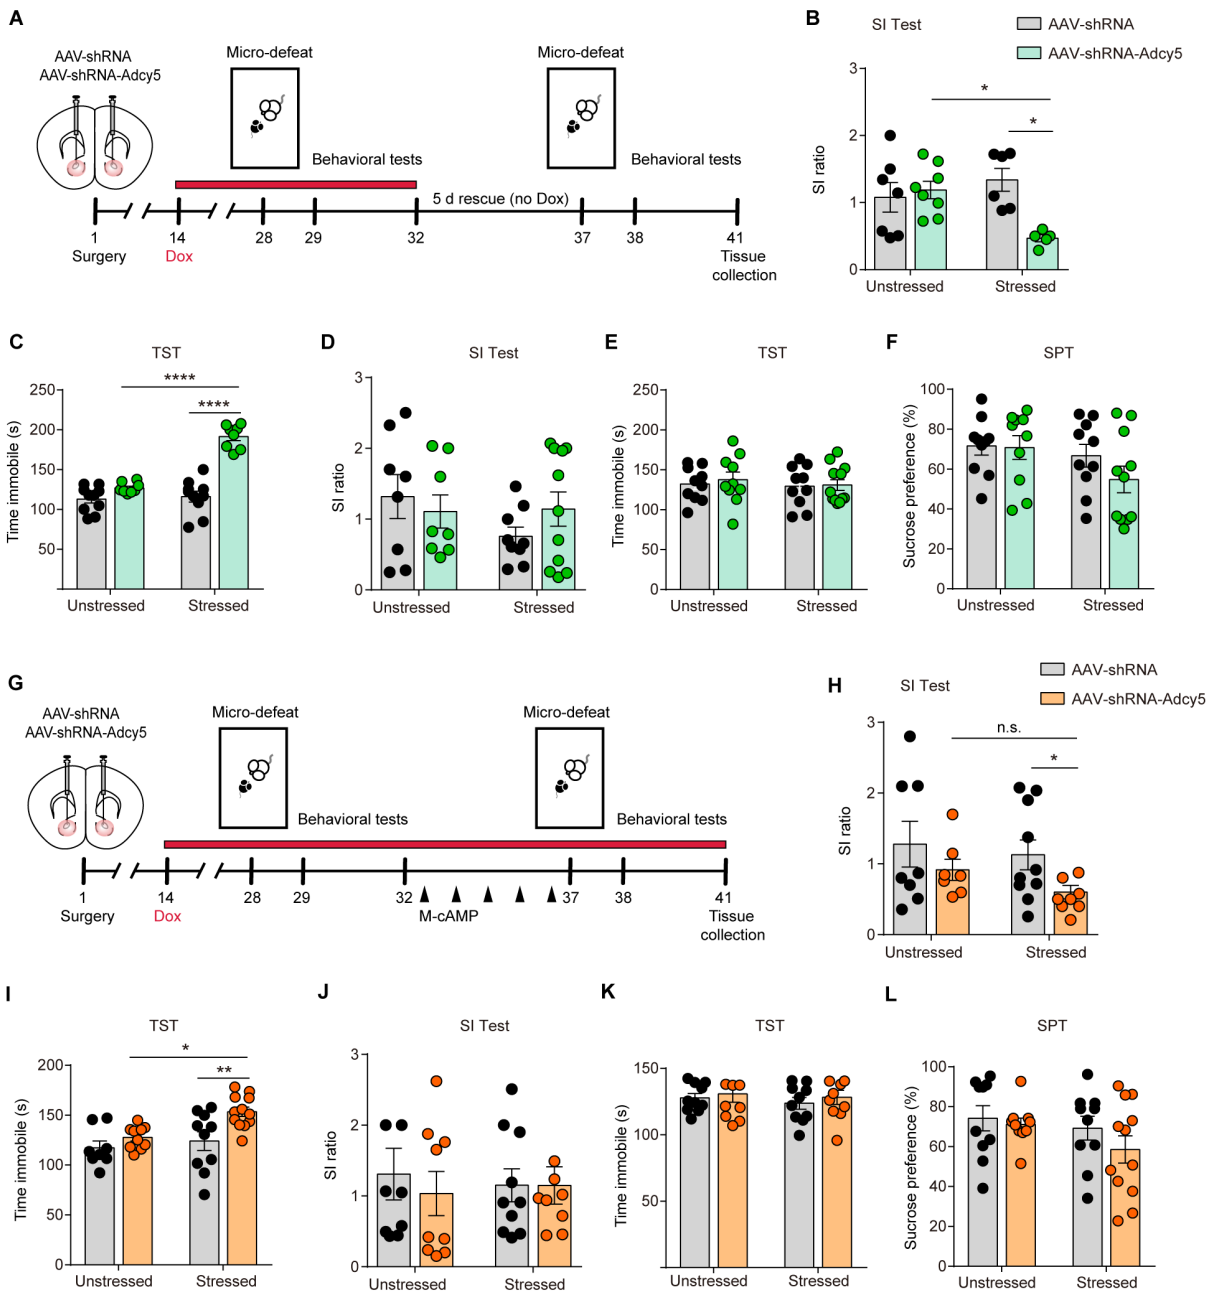 A
AAV-shRNA
AAV-shRNA-Adcy5
Micro-defeat
Micro-defeat
Behavioral tests
Behavioral tests
5 d rescue (no Dox)
1
14
28
29
32
37
38
41
Surgery
Dox
Tissue
collection
B
SI Test
AAV-shRNA
AAV-shRNA-Adcy5
SI ratio
3
2
1
0
*
*
Unstressed
Stressed
C
TST
Time immobile (s)
250
200
150
100
50
****
****
Unstressed
Stressed
D
SI Test
SI ratio
3
2
1
0
Unstressed
Stressed
E
TST
Time immobile (s)
250
200
150
100
50
0
Unstressed
Stressed
F
SPT
Sucrose preference (%)
100
80
60
40
20
0
Unstressed
Stressed
G
AAV-shRNA
AAV-shRNA-Adcy5
Micro-defeat
Micro-defeat
Behavioral tests
Behavioral tests
1
14
28
29
32
37
38
41
Surgery
Dox
M-cAMP
Tissue
collection
H
SI Test
AAV-shRNA
AAV-shRNA-Adcy5
SI ratio
3
2
1
0
n.s.
*
Unstressed
Stressed
I
TST
Time immobile (s)
200
150
100
50
0
*
**
Unstressed
Stressed
J
SI Test
SI ratio
3
2
1
0
Unstressed
Stressed
K
TST
Time immobile (s)
150
100
50
0
Unstressed
Stressed
L
SPT
Sucrose preference (%)
100
80
60
40
20
0
Unstressed
Stressed